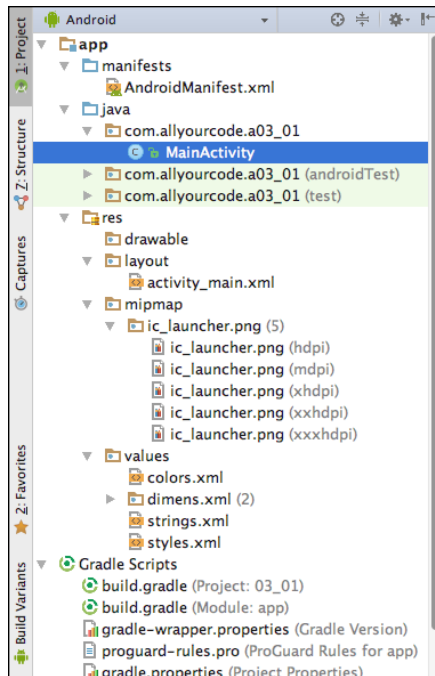 Android
app
manifests
AndroidManifest.xml
java
com.allyourcode.a03_01
MainActivity
com.allyourcode.a03_01 (androidTest)
com.allyourcode.a03_01 (test)
res
drawable
layout
activity_main.xml
mipmap
ic_launcher.png (5)
ic_launcher.png (hdpi)
ic_launcher.png (mdpi)
ic_launcher.png (xhdpi)
ic_launcher.png (xxhdpi)
ic_launcher.png (xxxhdpi)
values
colors.xml
dimens.xml (2)
strings.xml
styles.xml
Gradle Scripts
build.gradle (Project: 03_01)
build.gradle (Module: app)
gradle-wrapper.properties (Gradle Version)
proguard-rules.pro (ProGuard Rules for app)
gradle.properties (Project Properties)
1: Project
Z: Structure
Captures
2: Favorites
Build Variants